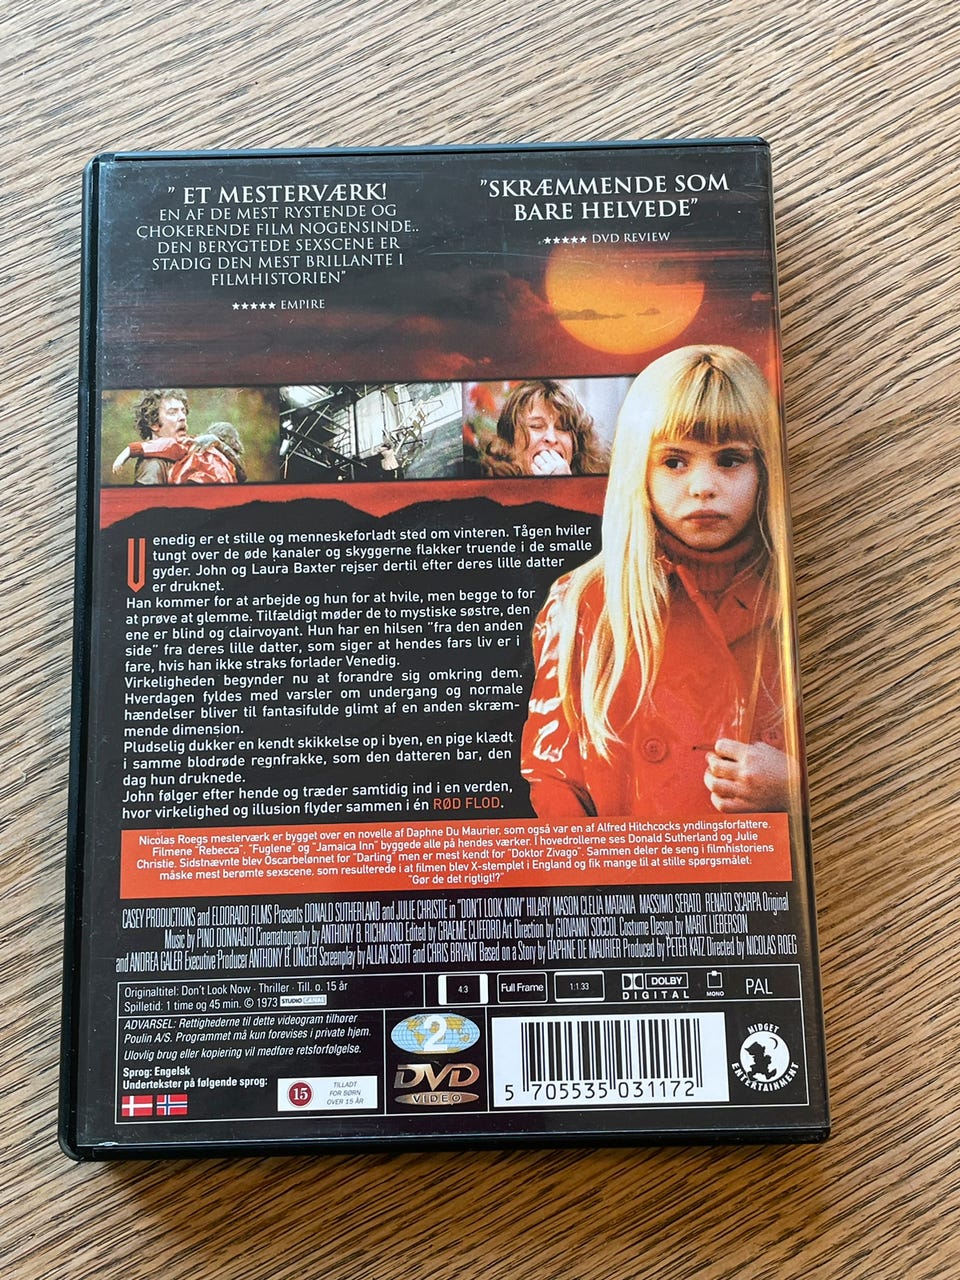 " ET MESTERVÆRK!
EN AF DE MEST RYSTENDE OG
CHOKERENDE FILM NOGENSINDE..
DEN BERYGTEDE SEXSCENE ER
STADIG DEN MEST BRILLANTE I
FILMHISTORIEN"
★★★★★ EMPIRE
"SKRÆMMENDE SOM
BARE HELVEDE"
★★★★★ DVD REVIEW
Venedig er et stille og menneskeforladt sted om vinteren. Tågen hviler
tungt over de øde kanaler og skyggerne flakker truende i de smalle
gyder. John og Laura Baxter rejser dertil efter deres lille datter
er druknet.
Han kommer for at arbejde og hun for at hvile, men begge to for
at prøve at glemme. Tilfældigt møder de to mystiske søstre, den
ene er blind og clairvoyant. Hun har en hilsen "fra den anden
side" fra deres lille datter, som siger at hendes fars liv er i
fare, hvis han ikke straks forlader Venedig.
Virkeligheden begynder nu at forandre sig omkring dem.
Hverdagen fyldes med varsler om undergang og normale
hændelser bliver til fantasifulde glimt af en anden skræm-
mende dimension.
Pludselig dukker en kendt skikkelse op i byen, en pige klædt
i samme blodrøde regnfrakke, som den datteren bar, den
dag hun druknede.
John følger efter hende og træder samtidig ind i en verden,
hvor virkelighed og illusion flyder sammen i én RØD FLOD.
Nicolas Roegs mesterværk er bygget over en novelle af Daphne Du Maurier, som også var en af Alfred Hitchcocks yndlingsforfattere.
Filmene "Rebecca", "Fuglene" og "Jamaica Inn" byggede alle på hendes værker. I hovedrollerne ses Donald Sutherland og Julie
Christie. Sidstnævnte blev Oscarbelønnet for "Darling" men er mest kendt for "Doktor Zivago". Sammen deler de seng i filmhistoriens
måske mest berømte sexscene, som resulterede i at filmen blev X-stemplet i England og fik mange til at stille spørgsmålet:
"Gør de det rigtigt!?"
CASEY PRODUCTIONS and ELDORADO FILMS Presents DONALD SUTHERLAND and JULIE CHRISTIE in "DON'T LOOK NOW" HILARY MASON CLELIA MATANIA MASSIMO SERATO RENATO SCARPA Original
Music by PINO DONNAGIO Cinematography by ANTHONY B. RICHMOND Edited by GRAEME CLIFFORD Art Direction by GIOVANNI SOCCOL Costume Design by MARIT LIEBERSON
and ANDREA GALER Executive Producer ANTHONY B. UNGER Screenplay by ALLAN SCOTT and CHRIS BRYANT Based on a Story by DAPHNE DE MAURIER Produced by PETER KATZ Directed by NICOLAS ROEG
Originaltitel: Don't Look Now · Thriller · Till. o. 15 år
Spilletid: 1 time og 45 min. © 1973 STUDIO CANAL
4:3
Full Frame
1:1.33
DOLBY
DIGITAL
MONO
PAL
ADVARSEL: Rettighederne til dette videogram tilhører
Poulin A/S. Programmet må kun forevises i private hjem.
Ulovlig brug eller kopiering vil medføre retsforfølgelse.
Sprog: Engelsk
Undertekster på følgende sprog:
15
TILLADT
FOR BØRN
OVER 15 ÅR
2
DVD
VIDEO
5 705535 031172
MIDGET
ENTERTAINMENT